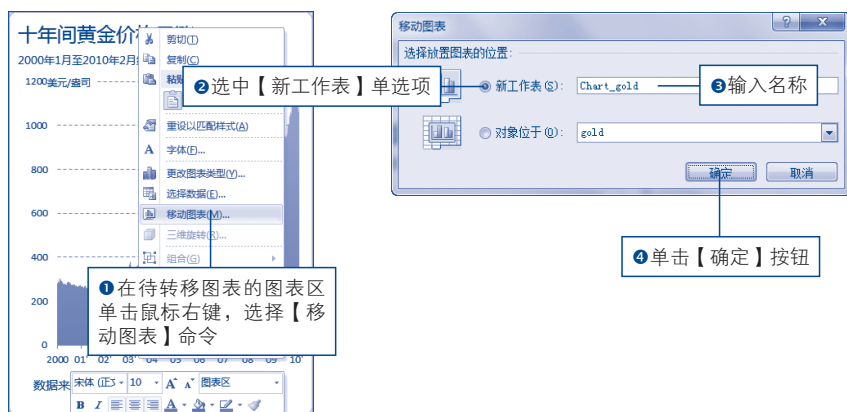 十年间黄金价
2000年1月至2010年2月
1200美元/盎司
1000
800
600
400
200
0
2000 01' 02' 03' 04' 05' 06' 07' 08' 09' 10'
数据来
剪切(T)
复制(C)
粘贴
重设以匹配样式(A)
字体(F)...
更改图表类型(Y)...
选择数据(E)...
移动图表(M)...
三维旋转(R)...
组合(G)
宋体 (正文 10 A A 图表区
B I A
❶在待转移图表的图表区
单击鼠标右键，选择【移
动图表】命令
❷选中【新工作表】单选项
移动图表
选择放置图表的位置：
新工作表(S)： Chart_gold
❸输入名称
对象位于(O)： gold
确定 取消
❹单击【确定】按钮